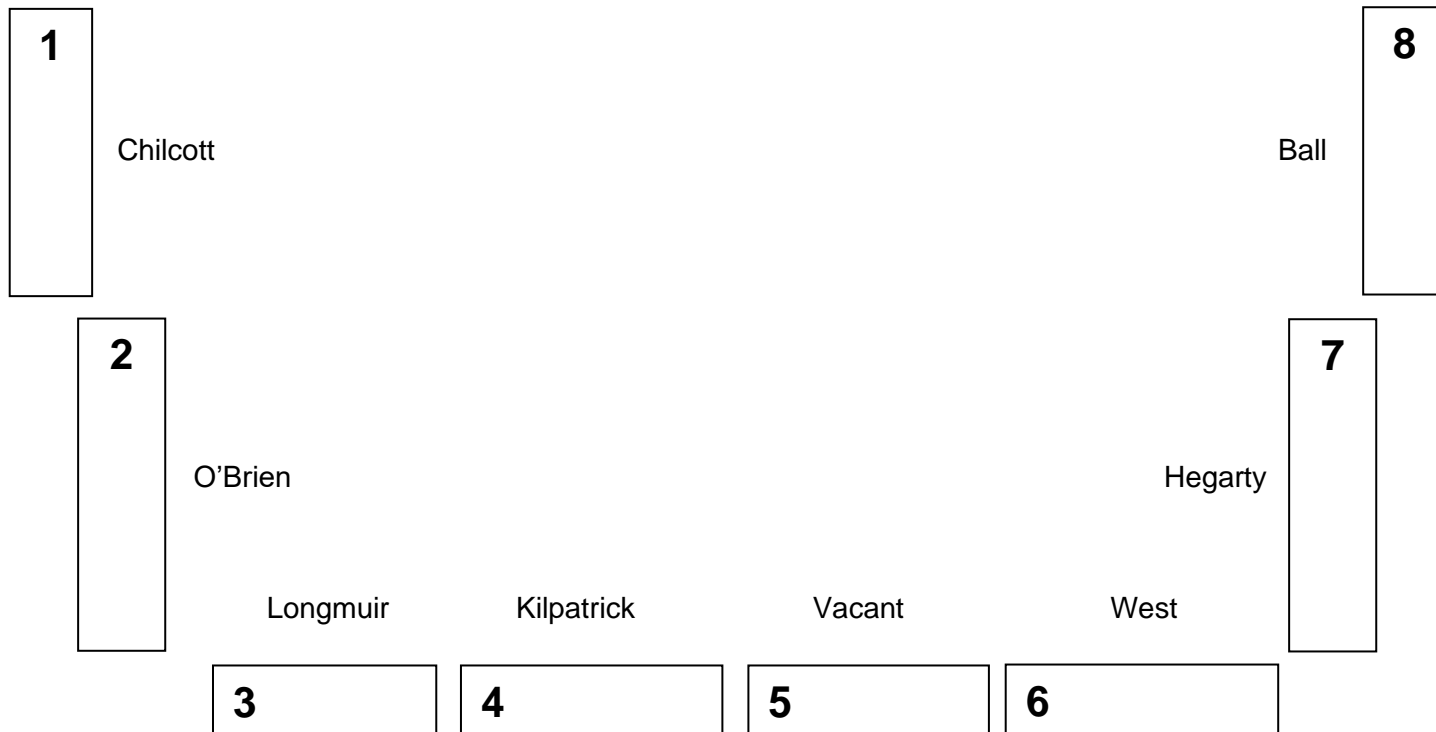 1 8
Chilcott Ball
2 7
O’Brien Hegarty
Longmuir Kilpatrick Vacant West
3 4 5 6